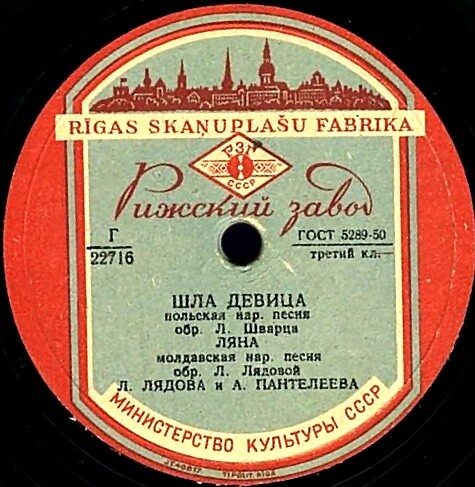 RĪGAS SKAŅUPLAŠU FABRIKA
РЗГ
СССР
Рижский завод
Г
22716
ГОСТ 5289-50
третий кл.
ШЛА ДЕВИЦА
польская нар. песня
обр. Л. Шварца
ЛЯНА
молдавская нар. песня
обр. Л. Лядовой
Л. ЛЯДОВА и А. ПАНТЕЛЕЕВА
МИНИСТЕРСТВО КУЛЬТУРЫ СССР